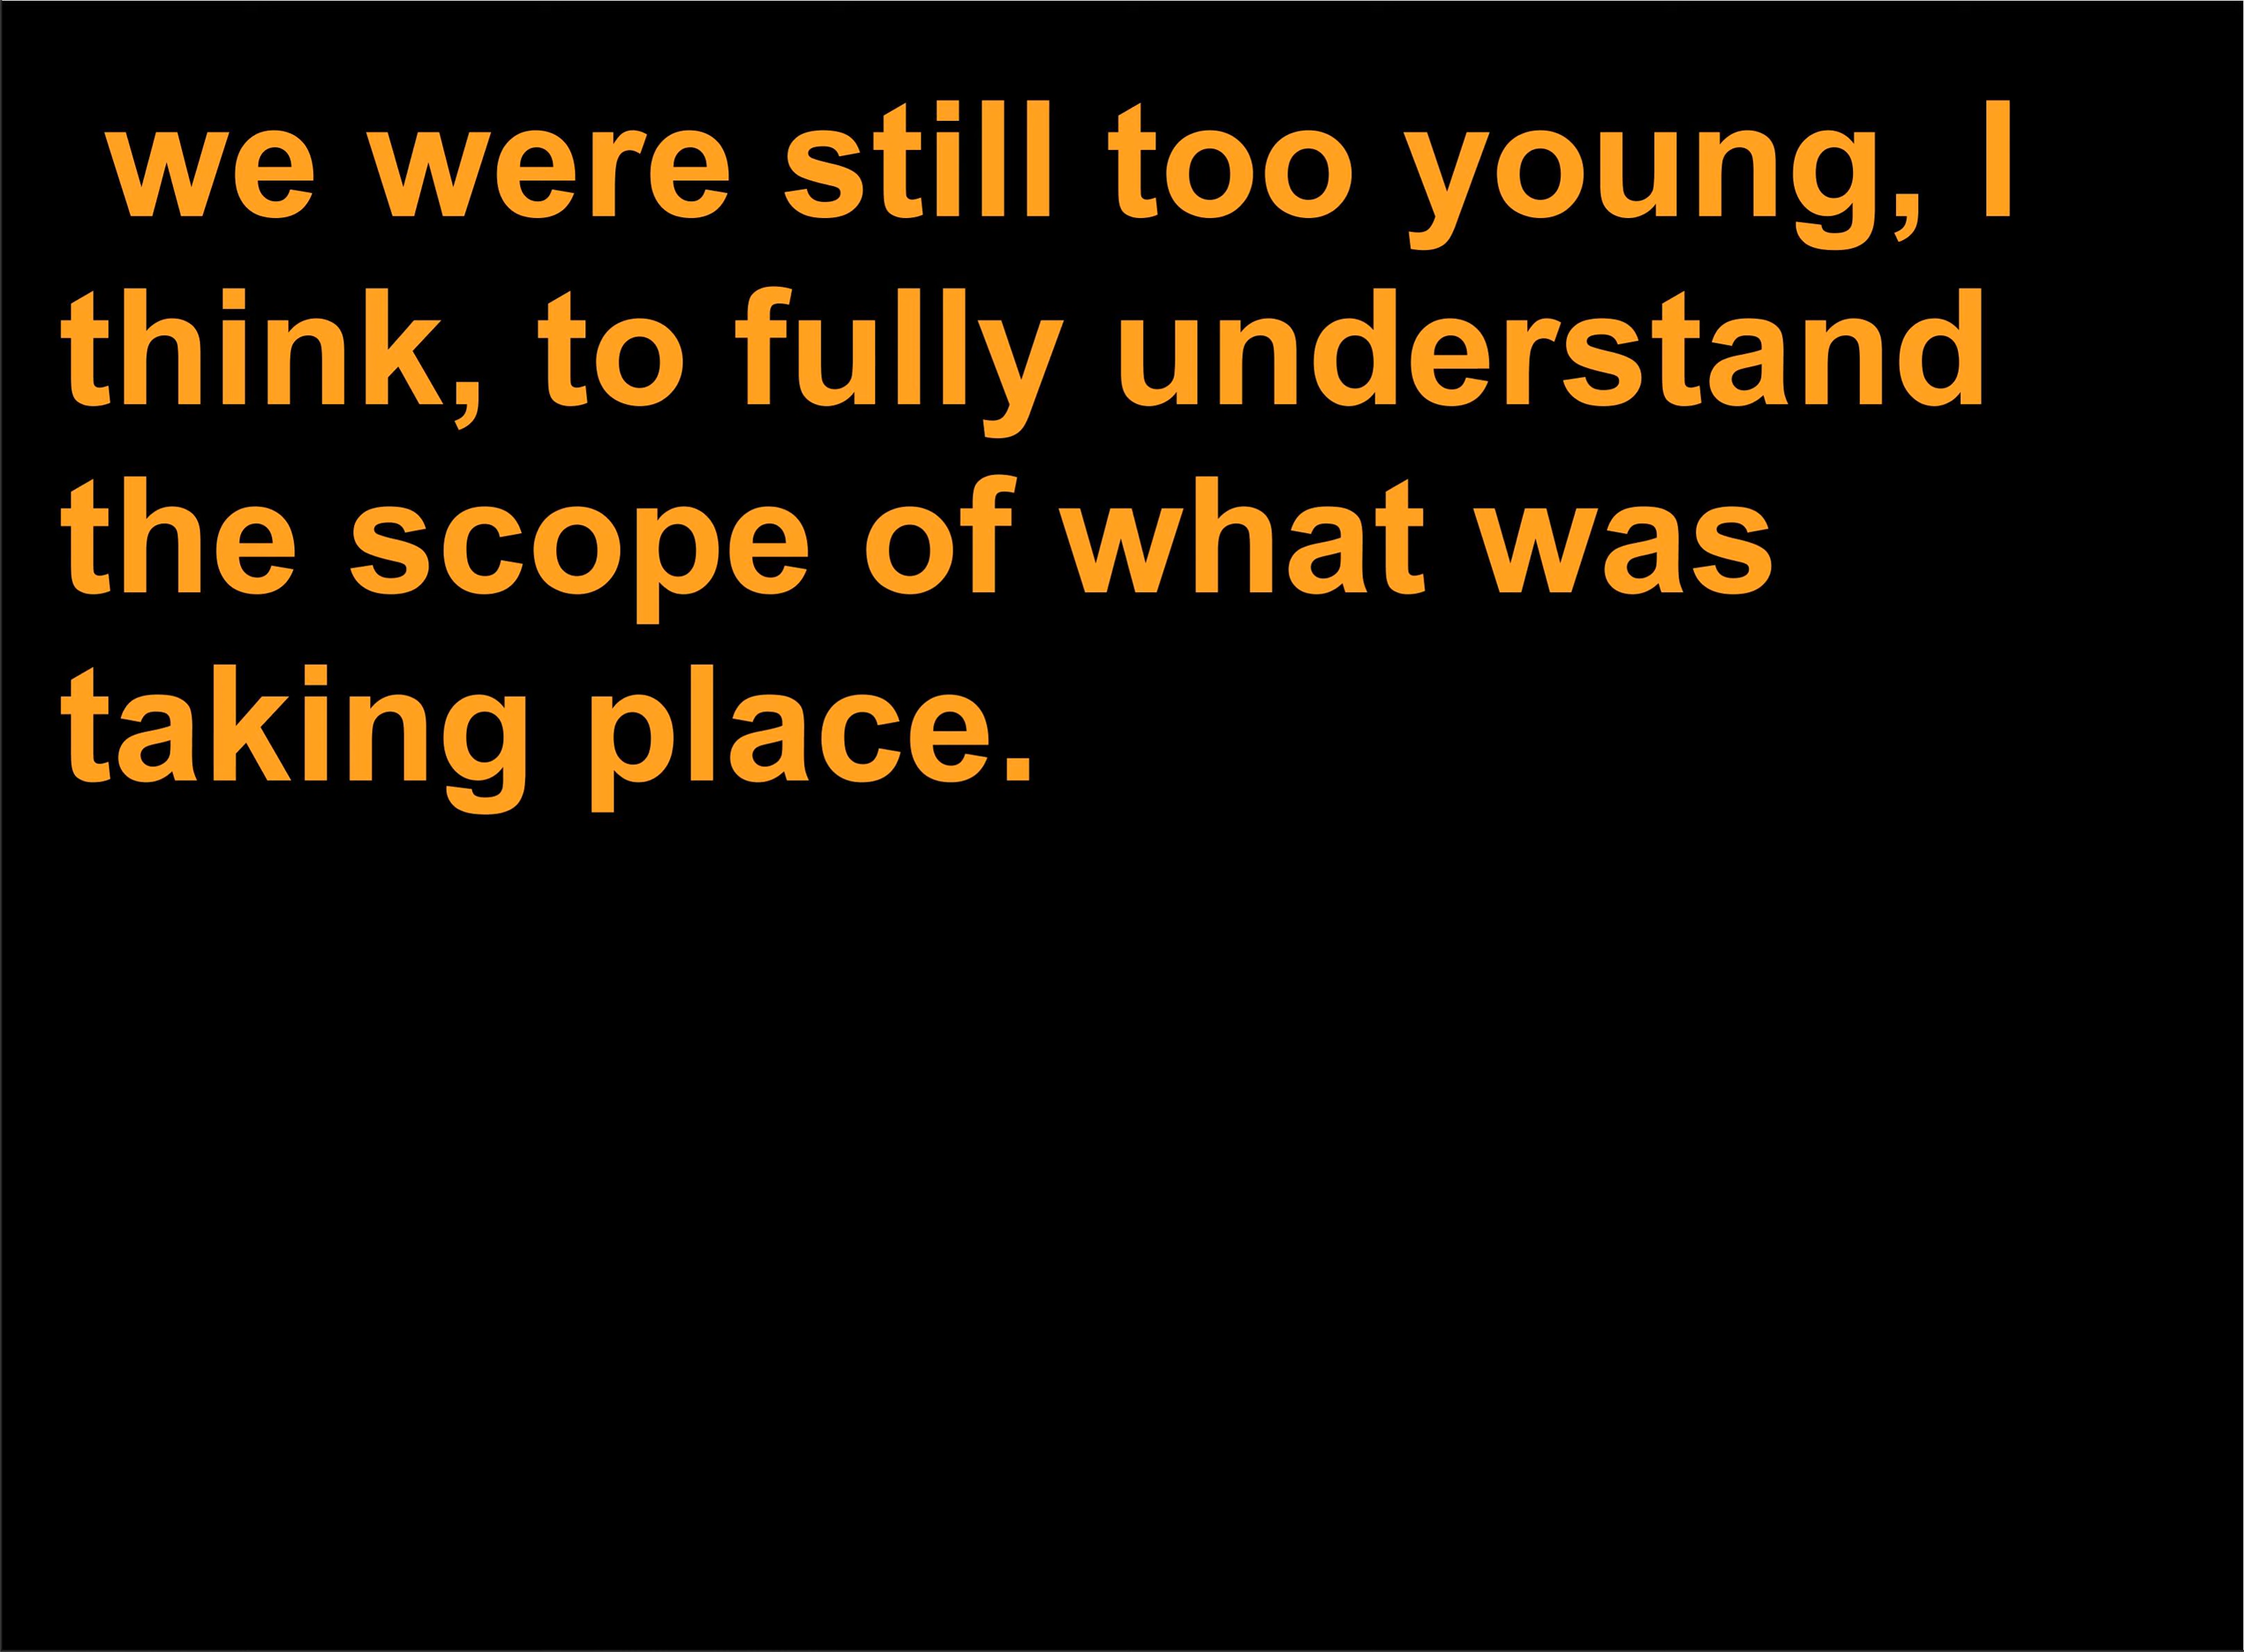 we were still too young, I
think, to fully understand
the scope of what was
taking place.